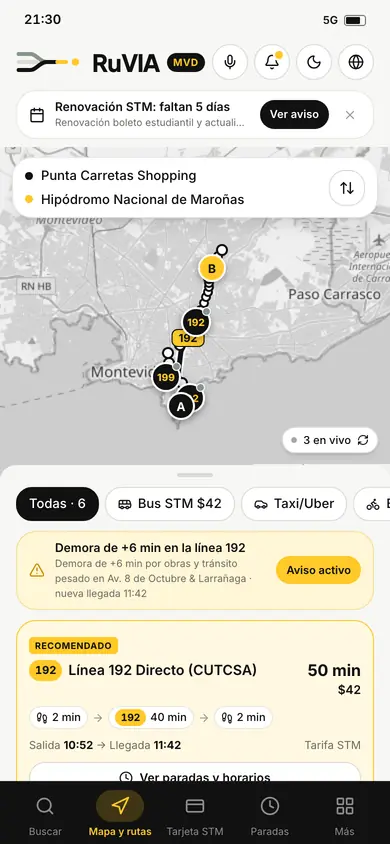 21:30
5G
RuVIA MVD
Renovación STM: faltan 5 días
Renovación boleto estudiantil y actuali...
Ver aviso
Punta Carretas Shopping
Hipódromo Nacional de Maroñas
Montevideo
RN HB
Aeropue
Internacio
de Carras
Paso Carrasco
B
192
192
199
A
Montevid
3 en vivo
Todas · 6
Bus STM $42
Taxi/Uber
Demora de +6 min en la línea 192
Demora de +6 min por obras y tránsito
pesado en Av. 8 de Octubre & Larrañaga ·
nueva llegada 11:42
Aviso activo
RECOMENDADO
192 Línea 192 Directo (CUTCSA)
50 min
$42
2 min → 192 40 min → 2 min
Salida 10:52 → Llegada 11:42
Tarifa STM
Ver paradas y horarios
Buscar
Mapa y rutas
Tarjeta STM
Paradas
Más